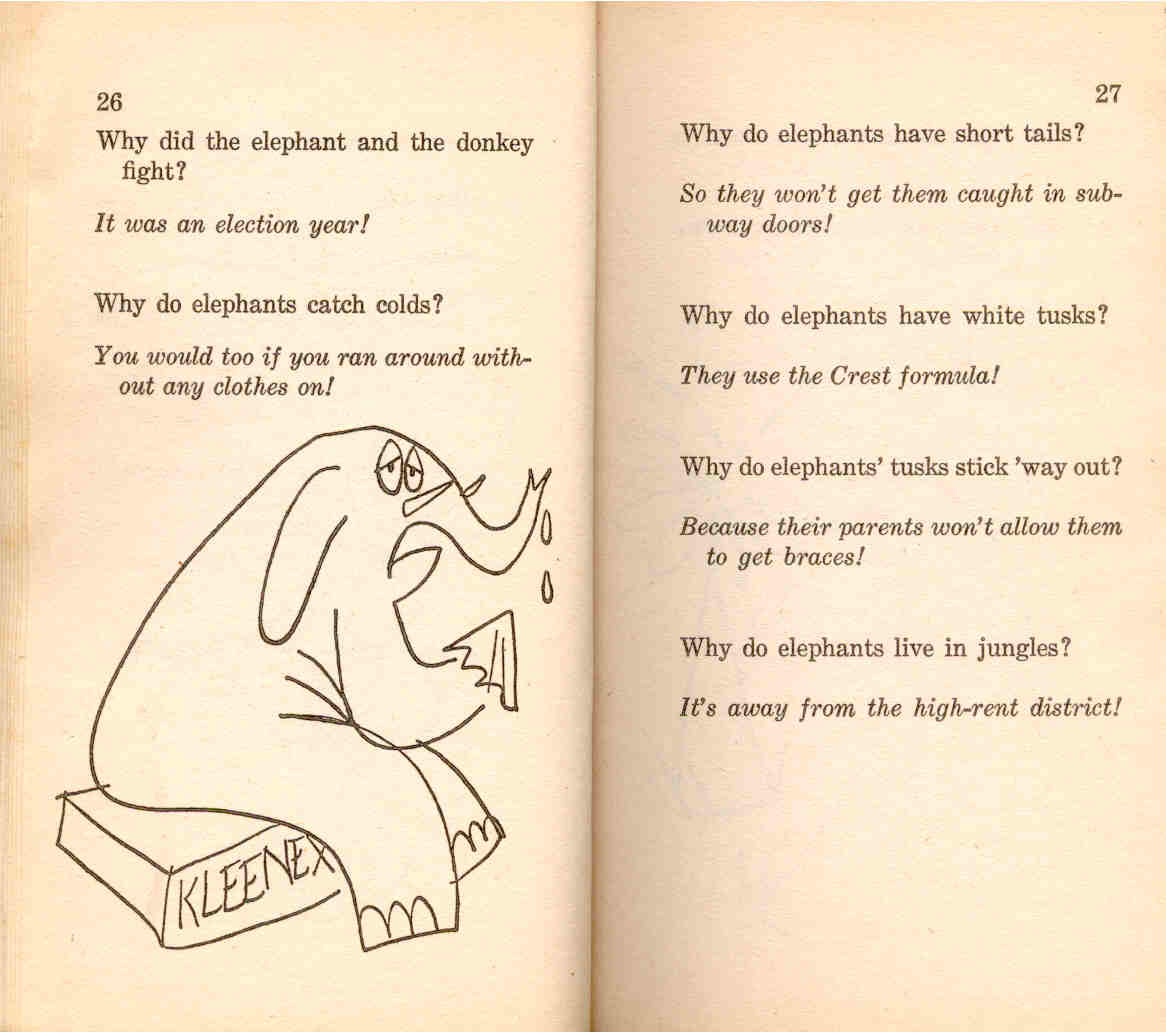 26
Why did the elephant and the donkey
fight?
It was an election year!
Why do elephants catch colds?
You would too if you ran around with-
out any clothes on!
KLEENEX
27
Why do elephants have short tails?
So they won't get them caught in sub-
way doors!
Why do elephants have white tusks?
They use the Crest formula!
Why do elephants' tusks stick 'way out?
Because their parents won't allow them
to get braces!
Why do elephants live in jungles?
It's away from the high-rent district!